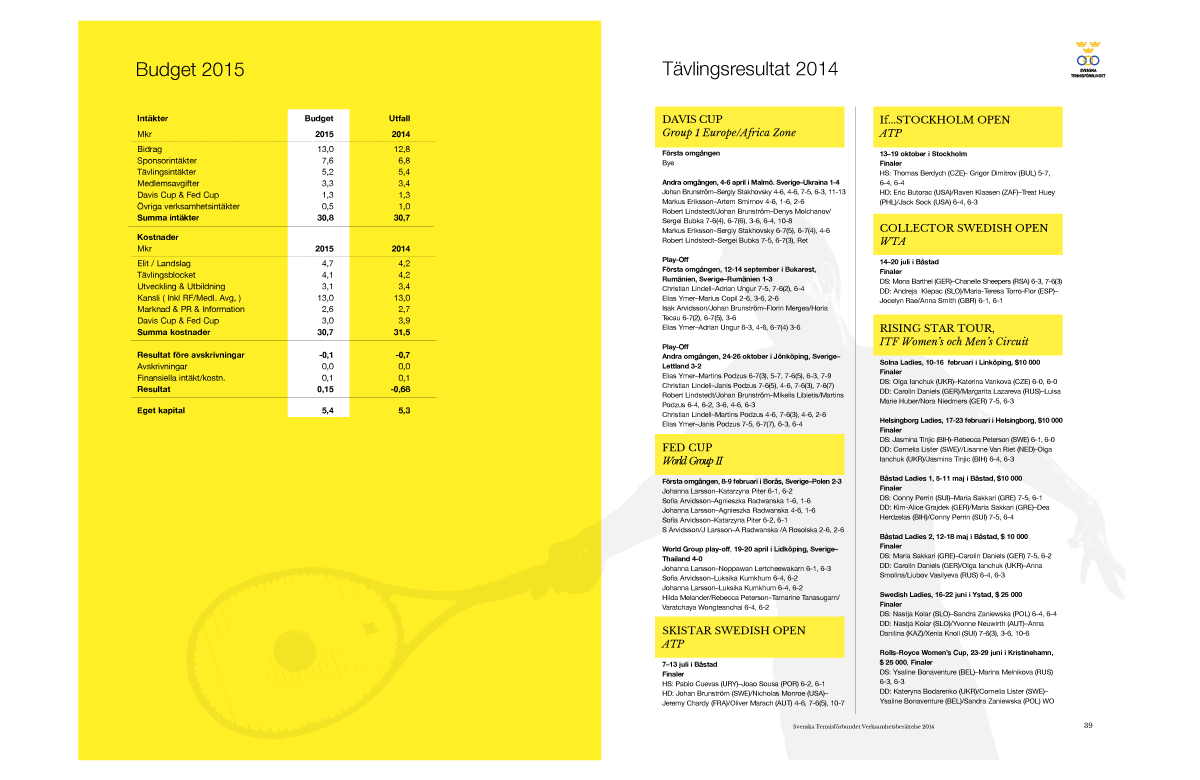 Budget 2015
Intäkter Budget Utfall
Mkr 2015 2014
Bidrag 13,0 12,8
Sponsorintäkter 7,6 6,8
Tävlingsintäkter 5,2 5,4
Medlemsavgifter 3,3 3,4
Davis Cup & Fed Cup 1,3 1,3
Övriga verksamhetsintäkter 0,5 1,0
Summa intäkter 30,8 30,7
Kostnader
Mkr 2015 2014
Elit / Landslag 4,7 4,2
Tävlingsblocket 4,1 4,2
Utveckling & Utbildning 3,1 3,4
Kansli ( Inkl RF/Medl. Avg, ) 13,0 13,0
Marknad & PR & Information 2,6 2,7
Davis Cup & Fed Cup 3,0 3,9
Summa kostnader 30,7 31,5
Resultat före avskrivningar -0,1 -0,7
Avskrivningar 0,0 0,0
Finansiella intäkt/kostn. 0,1 0,1
Resultat 0,15 -0,68
Eget kapital 5,4 5,3
Tävlingsresultat 2014
SVENSKA
TENNISFÖRBUNDET
DAVIS CUP
Group 1 Europe/Africa Zone
Första omgången
Bye
Andra omgången, 4-6 april i Malmö. Sverige–Ukraina 1-4
Johan Brunström–Sergiy Stakhovsky 4-6, 4-6, 7-5, 6-3, 11-13
Markus Eriksson–Artem Smirnov 4-6, 1-6, 2-6
Robert Lindstedt/Johan Brunström–Denys Molchanov/
Sergei Bubka 7-6(4), 6-7(6), 3-6, 6-4, 10-8
Markus Eriksson–Sergiy Stakhovsky 6-7(5), 6-7(4), 4-6
Robert Lindstedt–Sergei Bubka 7-5, 6-7(3), Ret
Play-Off
Första omgången, 12-14 september i Bukarest,
Rumänien, Sverige–Rumänien 1-3
Christian Lindell–Adrian Ungur 7-5, 7-6(2), 6-4
Elias Ymer–Marius Copil 2-6, 3-6, 2-6
Isak Arvidsson/Johan Brunström–Florin Mergea/Horia
Tecau 6-7(2), 6-7(5), 3-6
Elias Ymer–Adrian Ungur 6-3, 4-6, 6-7(4) 3-6
Play-Off
Andra omgången, 24-26 oktober i Jönköping, Sverige–
Lettland 3-2
Elias Ymer–Martins Podzus 6-7(3), 5-7, 7-6(5), 6-3, 7-9
Christian Lindell–Janis Podzus 7-6(5), 4-6, 7-6(3), 7-6(7)
Robert Lindstedt/Johan Brunström–Mikelis Libietis/Martins
Podzus 6-4, 6-2, 3-6, 4-6, 6-3
Christian Lindell–Martins Podzus 4-6, 7-6(3), 4-6, 2-6
Elias Ymer–Janis Podzus 7-5, 6-7(7), 6-3, 6-4
FED CUP
World Group II
Första omgången, 8-9 februari i Borås, Sverige–Polen 2-3
Johanna Larsson–Katarzyna Piter 6-1, 6-2
Sofia Arvidsson–Agnieszka Radwanska 1-6, 1-6
Johanna Larsson–Agnieszka Radwanska 4-6, 1-6
Sofia Arvidsson–Katarzyna Piter 6-2, 6-1
S Arvidsson/J Larsson–A Radwanska /A Rosolska 2-6, 2-6
World Group play-off, 19-20 april i Lidköping, Sverige–
Thailand 4-0
Johanna Larsson–Noppawan Lertcheewakarn 6-1, 6-3
Sofia Arvidsson–Luksika Kumkhum 6-4, 6-2
Johanna Larsson–Luksika Kumkhum 6-4, 6-2
Hilda Melander/Rebecca Peterson–Tamarine Tanasugarn/
Varatchaya Wongteanchai 6-4, 6-2
SKISTAR SWEDISH OPEN
ATP
7–13 juli i Båstad
Finaler
HS: Pablo Cuevas (URY)–Joao Sousa (POR) 6-2, 6-1
HD: Johan Brunström (SWE)/Nicholas Monroe (USA)–
Jeremy Chardy (FRA)/Oliver Marach (AUT) 4-6, 7-6(5), 10-7
If...STOCKHOLM OPEN
ATP
13–19 oktober i Stockholm
Finaler
HS: Thomas Berdych (CZE)- Grigor Dimitrov (BUL) 5-7,
6-4, 6-4
HD: Eric Butorac (USA)/Raven Klaasen (ZAF)–Treat Huey
(PHL)/Jack Sock (USA) 6-4, 6-3
COLLECTOR SWEDISH OPEN
WTA
14–20 juli i Båstad
Finaler
DS: Mona Barthel (GER)–Chanelle Sheepers (RSA) 6-3, 7-6(3)
DD: Andreja Klepac (SLO)/Maria-Teresa Torro-Flor (ESP)–
Jocelyn Rae/Anna Smith (GBR) 6-1, 6-1
RISING STAR TOUR,
ITF Women's och Men's Circuit
Solna Ladies, 10-16 februari i Linköping, $10 000
Finaler
DS: Olga Ianchuk (UKR)–Katerina Vankova (CZE) 6-0, 6-0
DD: Carolin Daniels (GER)/Margarita Lazareva (RUS)–Luisa
Marie Huber/Nora Niedmers (GER) 7-5, 6-3
Helsingborg Ladies, 17-23 februari i Helsingborg, $10 000
Finaler
DS: Jasmina Tinjic (BIH)–Rebecca Peterson (SWE) 6-1, 6-0
DD: Cornelia Lister (SWE)//Lisanne Van Riet (NED)-Olga
Ianchuk (UKR)/Jasmina Tinjic (BIH) 6-4, 6-3
Båstad Ladies 1, 5-11 maj i Båstad, $10 000
Finaler
DS: Conny Perrin (SUI)–Maria Sakkari (GRE) 7-5, 6-1
DD: Kim-Alice Grajdek (GER)/Maria Sakkari (GRE)–Dea
Herdzelas (BIH)/Conny Perrin (SUI) 7-5, 6-4
Båstad Ladies 2, 12-18 maj i Båstad, $ 10 000
Finaler
DS: Maria Sakkari (GRE)–Carolin Daniels (GER) 7-5, 6-2
DD: Carolin Daniels (GER)/Olga Ianchuk (UKR)–Anna
Smolina/Liubov Vasilyeva (RUS) 6-4, 6-3
Swedish Ladies, 16-22 juni i Ystad, $ 25 000
Finaler
DS: Nastja Kolar (SLO)–Sandra Zaniewska (POL) 6-4, 6-4
DD: Nastja Kolar (SLO)/Yvonne Neuwirth (AUT)–Anna
Danilina (KAZ)/Xenia Knoll (SUI) 7-6(3), 3-6, 10-6
Rolls-Royce Women's Cup, 23-29 juni i Kristinehamn,
$ 25 000, Finaler
DS: Ysaline Bonaventure (BEL)–Marina Melnikova (RUS)
6-3, 6-3
DD: Kateryna Bodarenko (UKR)/Cornelia Lister (SWE)–
Ysaline Bonaventure (BEL)/Sandra Zaniewska (POL) WO
Svenska Tennisförbundet Verksamhetsberättelse 2014 39